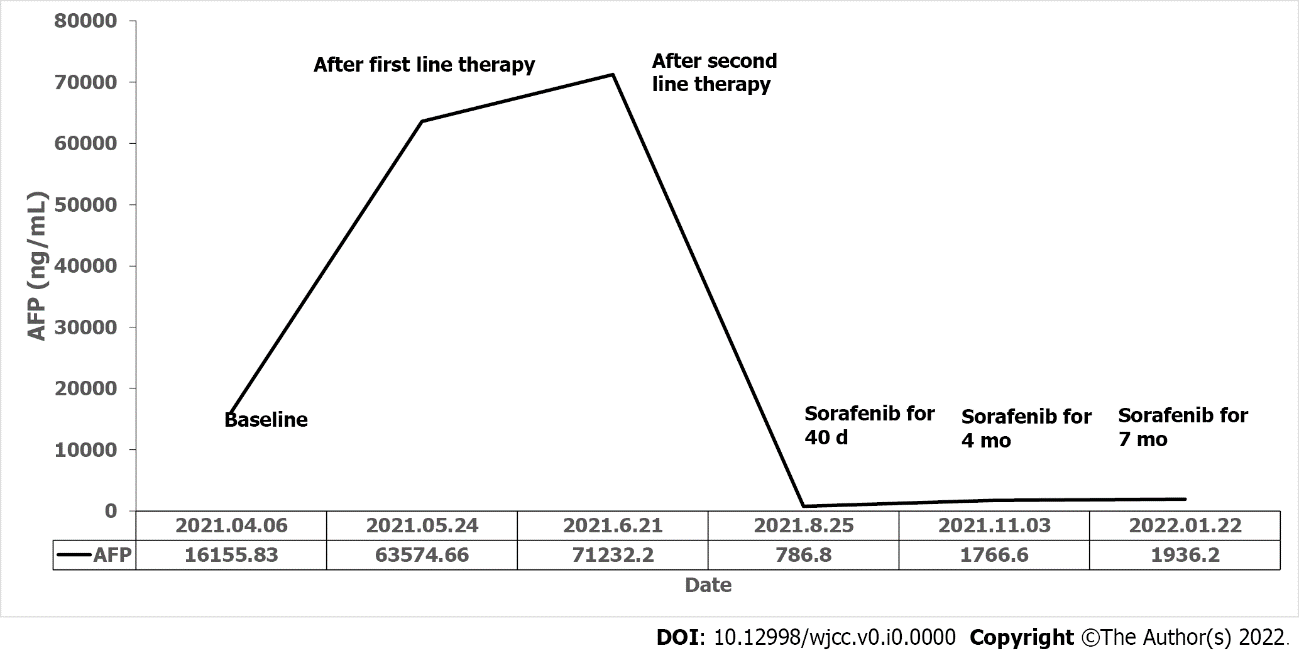 80000
After first line therapy
After second
line therapy
70000
60000
50000
40000
30000
20000
10000
0
AFP (ng/mL)
Baseline
Sorafenib for
40 d
Sorafenib for
4 mo
Sorafenib for
7 mo
2021.04.06 2021.05.24 2021.6.21 2021.8.25 2021.11.03 2022.01.22
AFP 16155.83 63574.66 71232.2 786.8 1766.6 1936.2
Date
DOI: 10.12998/wjcc.v0.i0.0000 Copyright ©The Author(s) 2022.